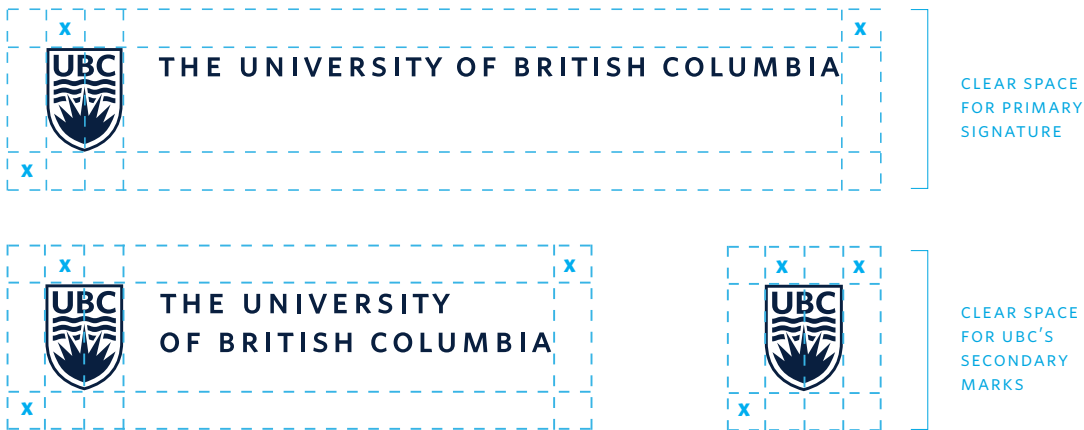 x
x
UBC
THE UNIVERSITY OF BRITISH COLUMBIA
x
CLEAR SPACE
FOR PRIMARY
SIGNATURE
x
x
UBC
THE UNIVERSITY
OF BRITISH COLUMBIA
x
x
x
UBC
x
CLEAR SPACE
FOR UBC'S
SECONDARY
MARKS